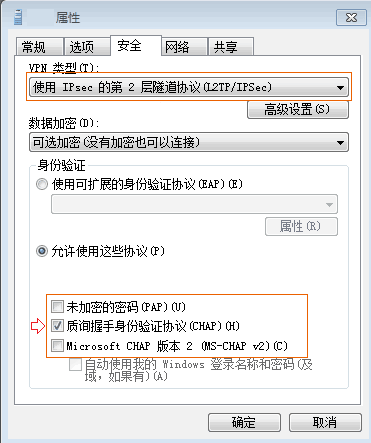 属性
常规 选项 安全 网络 共享
VPN 类型(T):
使用 IPsec 的第 2 层隧道协议(L2TP/IPSec)
高级设置(S)
数据加密(D):
可选加密(没有加密也可以连接)
身份验证
使用可扩展的身份验证协议(EAP)(E)
属性(R)
允许使用这些协议(P)
未加密的密码(PAP)(U)
质询握手身份验证协议(CHAP)(H)
Microsoft CHAP 版本 2 (MS-CHAP v2)(C)
自动使用我的 Windows 登录名称和密码(及
域，如果有)(A)
确定 取消